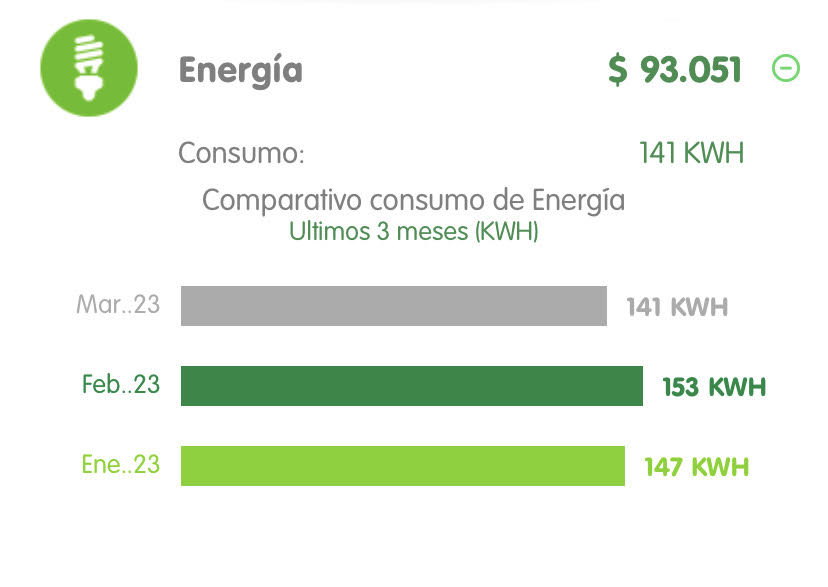 Energía $ 93.051
Consumo: 141 KWH
Comparativo consumo de Energía
Ultimos 3 meses (KWH)
Mar..23 141 KWH
Feb..23 153 KWH
Ene..23 147 KWH